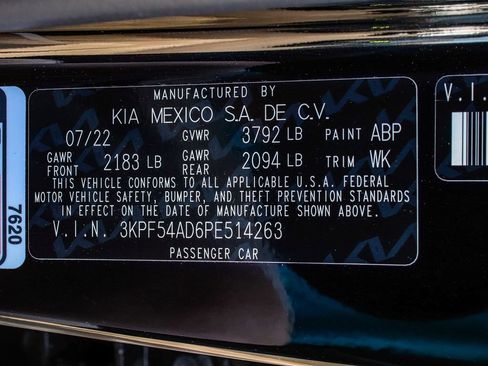 MANUFACTURED BY
KIA MEXICO S.A. DE C.V.
07/22 GVWR 3792 LB PAINT ABP
GAWR FRONT 2183 LB GAWR REAR 2094 LB TRIM WK
THIS VEHICLE CONFORMS TO ALL APPLICABLE U.S.A. FEDERAL
MOTOR VEHICLE SAFETY, BUMPER, AND THEFT PREVENTION STANDARDS
IN EFFECT ON THE DATE OF MANUFACTURE SHOWN ABOVE.
V.I.N. 3KPF54AD6PE514263
PASSENGER CAR
7620
V.I.